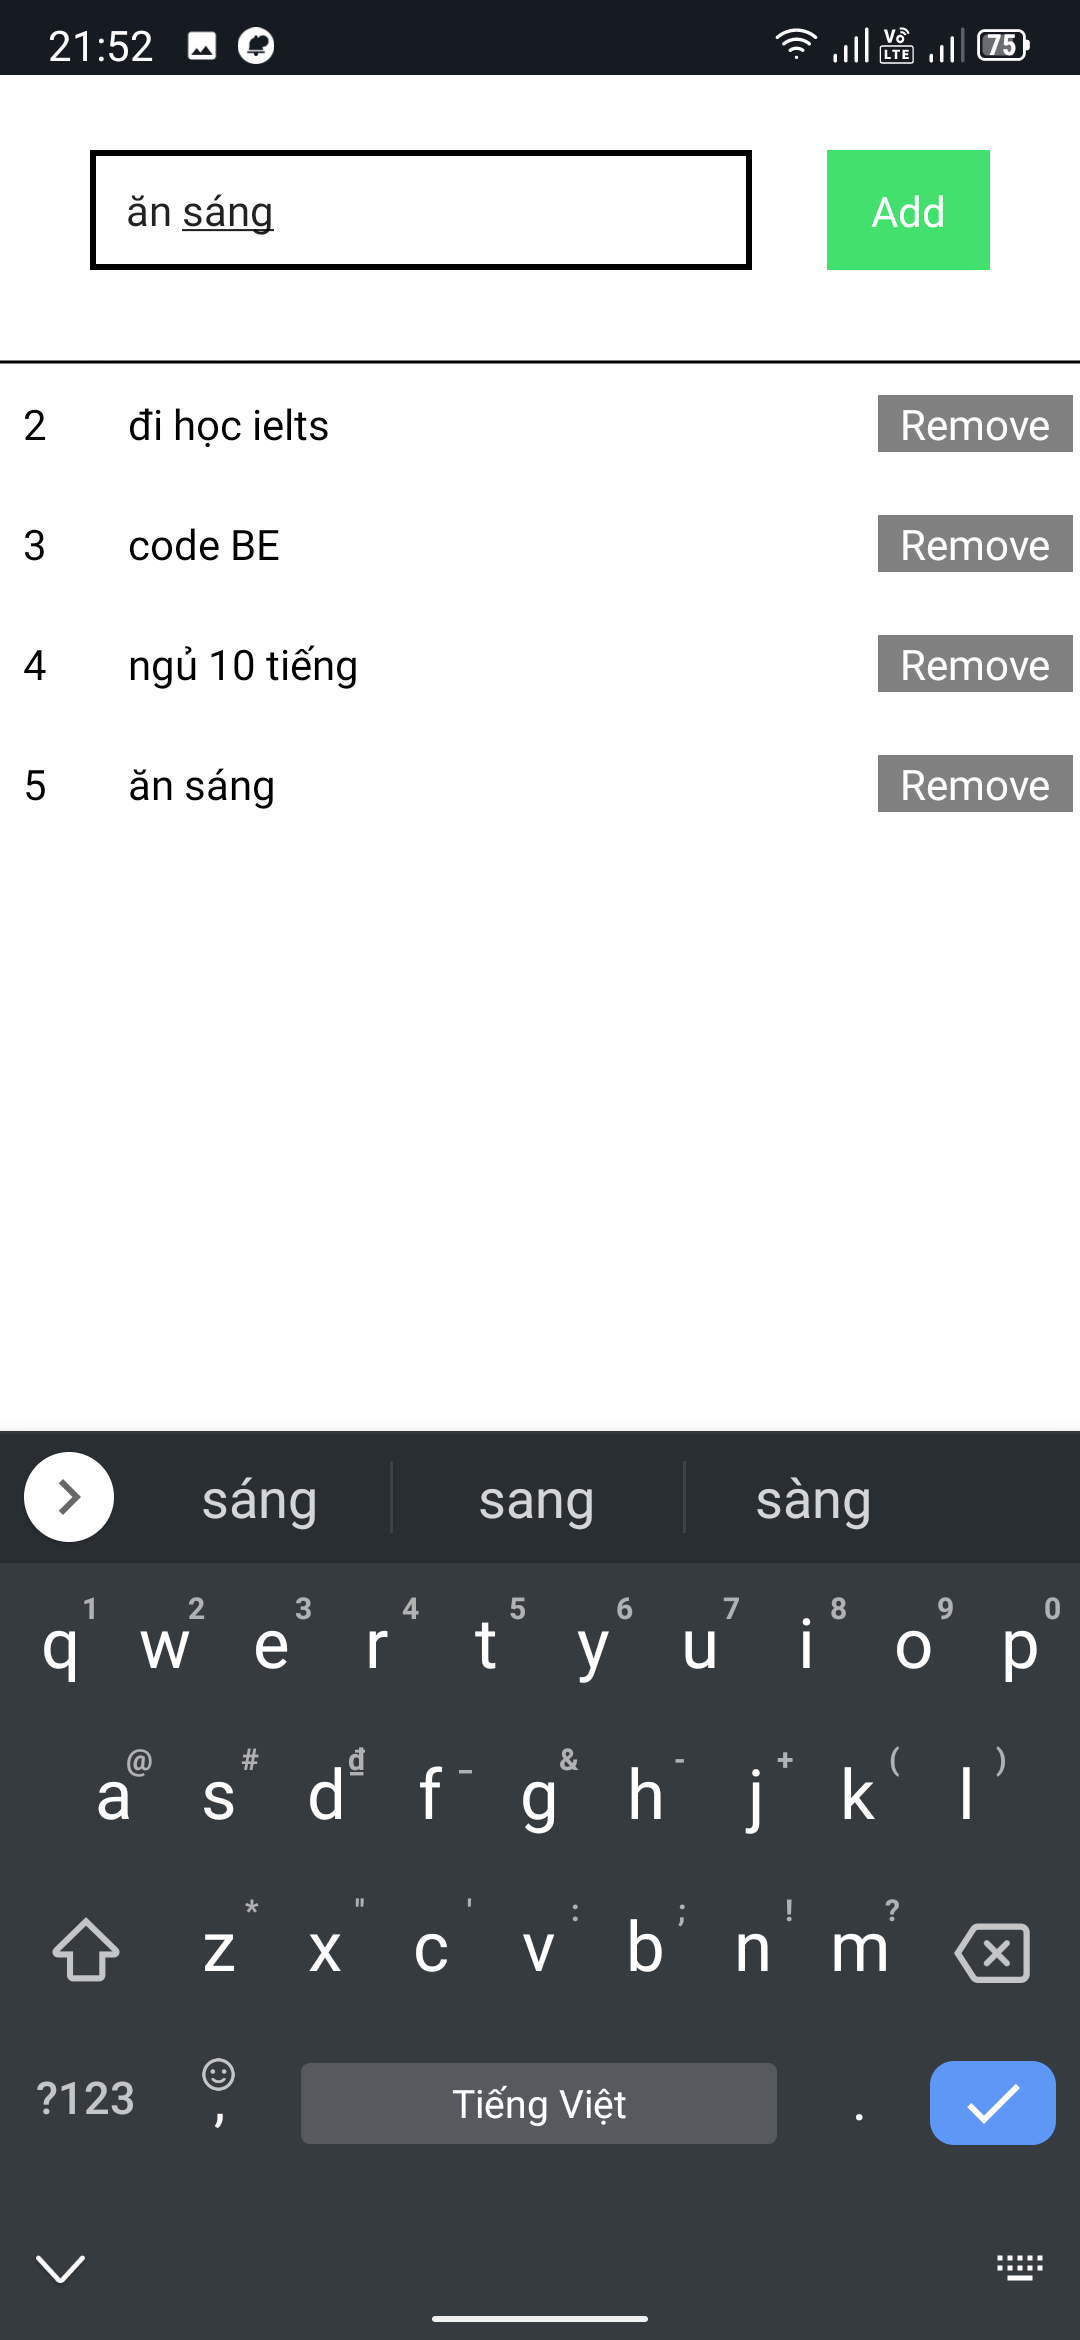 21:52 Vo LTE 75
ăn sáng Add
2 đi học ielts Remove
3 code BE Remove
4 ngủ 10 tiếng Remove
5 ăn sáng Remove
sáng sang sàng
1 2 3 4 5 6 7 8 9 0
q w e r t y u i o p
@ # ₫ _ & - + ( )
a s d f g h j k l
* " ' : ; ! ?
z x c v b n m
?123 , Tiếng Việt .